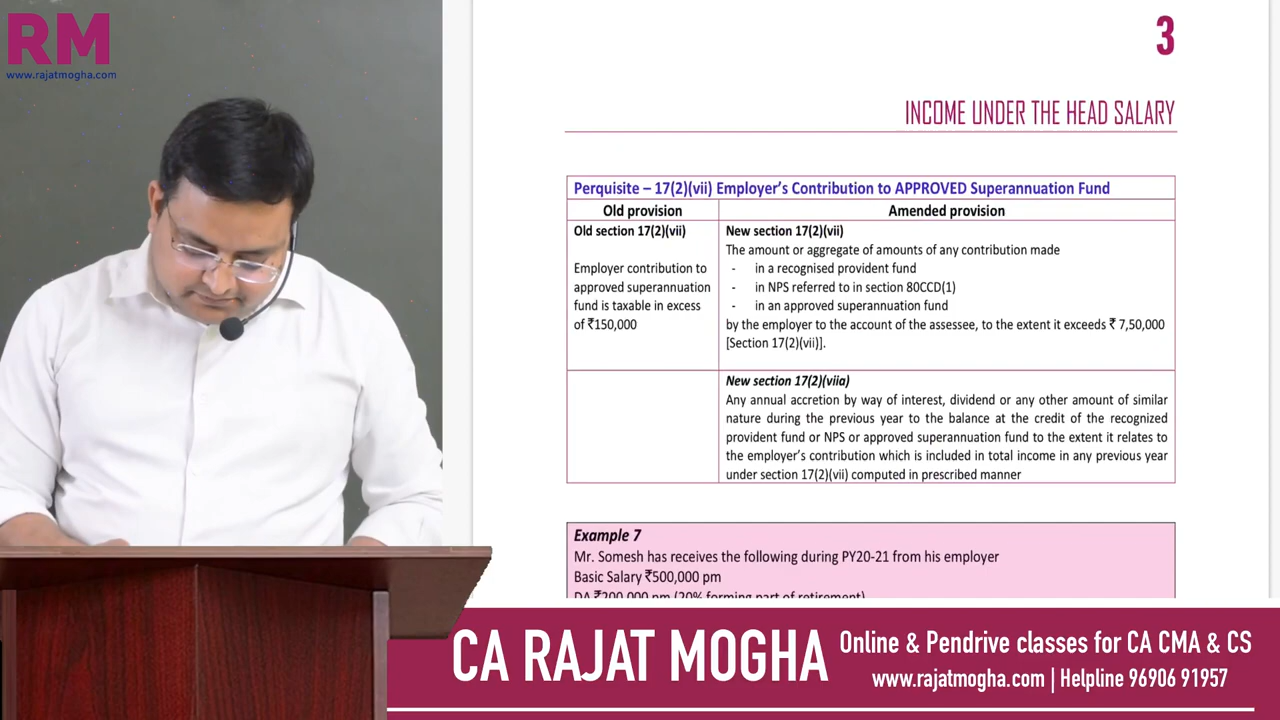 RM
www.rajatmogha.com
3
INCOME UNDER THE HEAD SALARY
Perquisite – 17(2)(vii) Employer's Contribution to APPROVED Superannuation Fund
Old provision
Amended provision
Old section 17(2)(vii)
Employer contribution to
approved superannuation
fund is taxable in excess
of ₹150,000
New section 17(2)(vii)
The amount or aggregate of amounts of any contribution made
- in a recognised provident fund
- in NPS referred to in section 80CCD(1)
- in an approved superannuation fund
by the employer to the account of the assessee, to the extent it exceeds ₹ 7,50,000
[Section 17(2)(vii)].
New section 17(2)(viia)
Any annual accretion by way of interest, dividend or any other amount of similar
nature during the previous year to the balance at the credit of the recognized
provident fund or NPS or approved superannuation fund to the extent it relates to
the employer's contribution which is included in total income in any previous year
under section 17(2)(vii) computed in prescribed manner
Example 7
Mr. Somesh has receives the following during PY20-21 from his employer
Basic Salary ₹500,000 pm
DA ₹200,000 pm (20% forming part of retirement)
CA RAJAT MOGHA
Online & Pendrive classes for CA CMA & CS
www.rajatmogha.com | Helpline 96906 91957